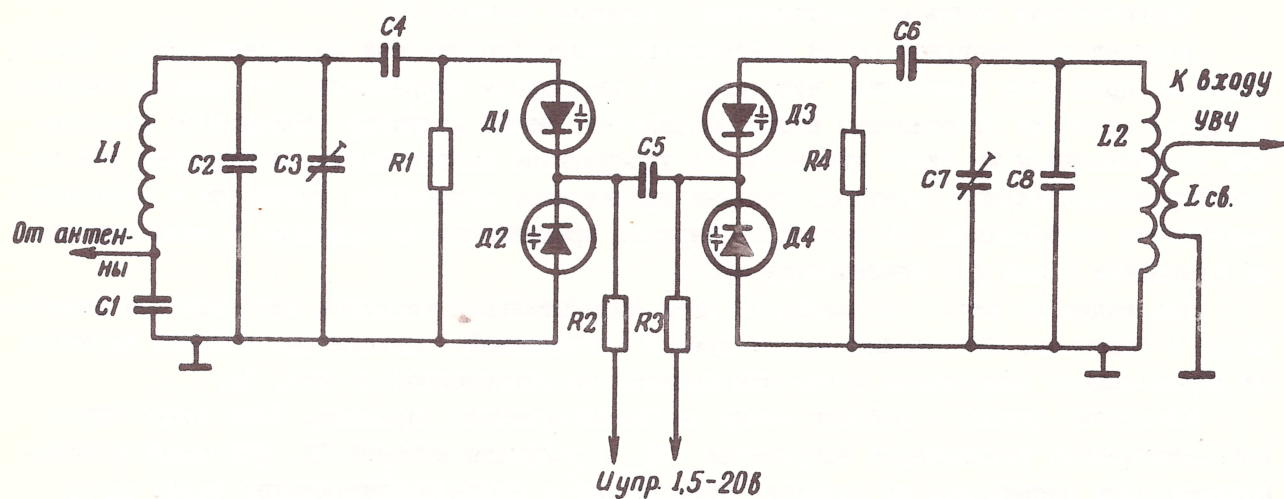 C4
C6
К входу
УВЧ
L1
C2
C3
R1
Д1
C5
Д3
R4
C7
C8
L2
L св.
От антен-
ны
C1
Д2
R2
R3
Д4
Uупр. 1,5-20в